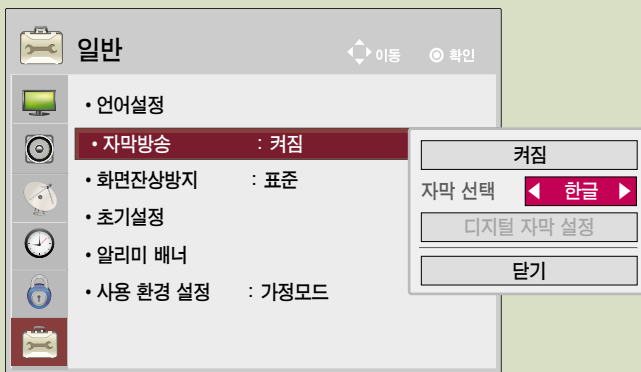 일반
이동 확인
• 언어설정
• 자막방송 : 켜짐
• 화면잔상방지 : 표준
• 초기설정
• 알리미 배너
• 사용 환경 설정 : 가정모드
켜짐
자막 선택 ◀ 한글 ▶
디지털 자막 설정
닫기